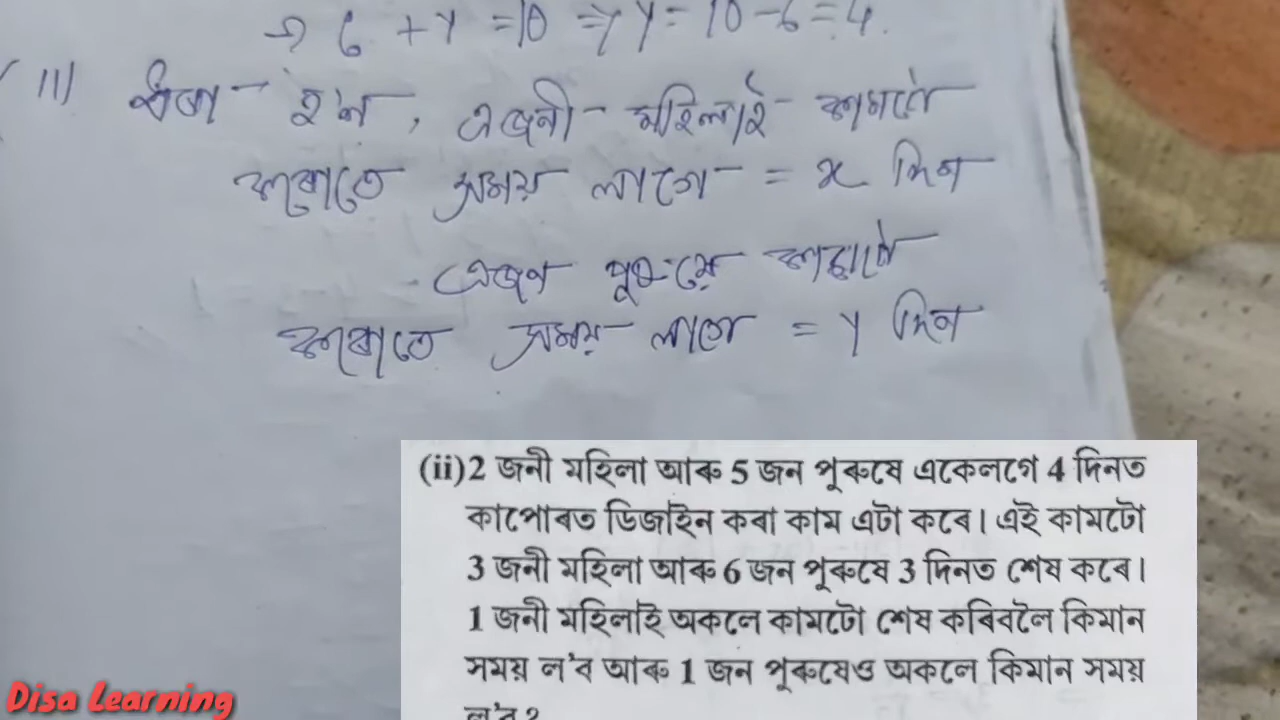 → 6 + y = 10 ⇒ y = 10 - 6 = 4.
(ii) ধৰা হ'ল, এজনী মহিলাই কামটো
কৰোতে সময় লাগে = x দিন
এজন পুৰুষে কামটো
কৰোতে সময় লাগে = y দিন
(ii) 2 জনী মহিলা আৰু 5 জন পুৰুষে একেলগে 4 দিনত
কাপোৰত ডিজাইন কৰা কাম এটা কৰে। এই কামটো
3 জনী মহিলা আৰু 6 জন পুৰুষে 3 দিনত শেষ কৰে।
1 জনী মহিলাই অকলে কামটো শেষ কৰিবলৈ কিমান
সময় ল'ব আৰু 1 জন পুৰুষেও অকলে কিমান সময়
ল'ব?
Disa Learning